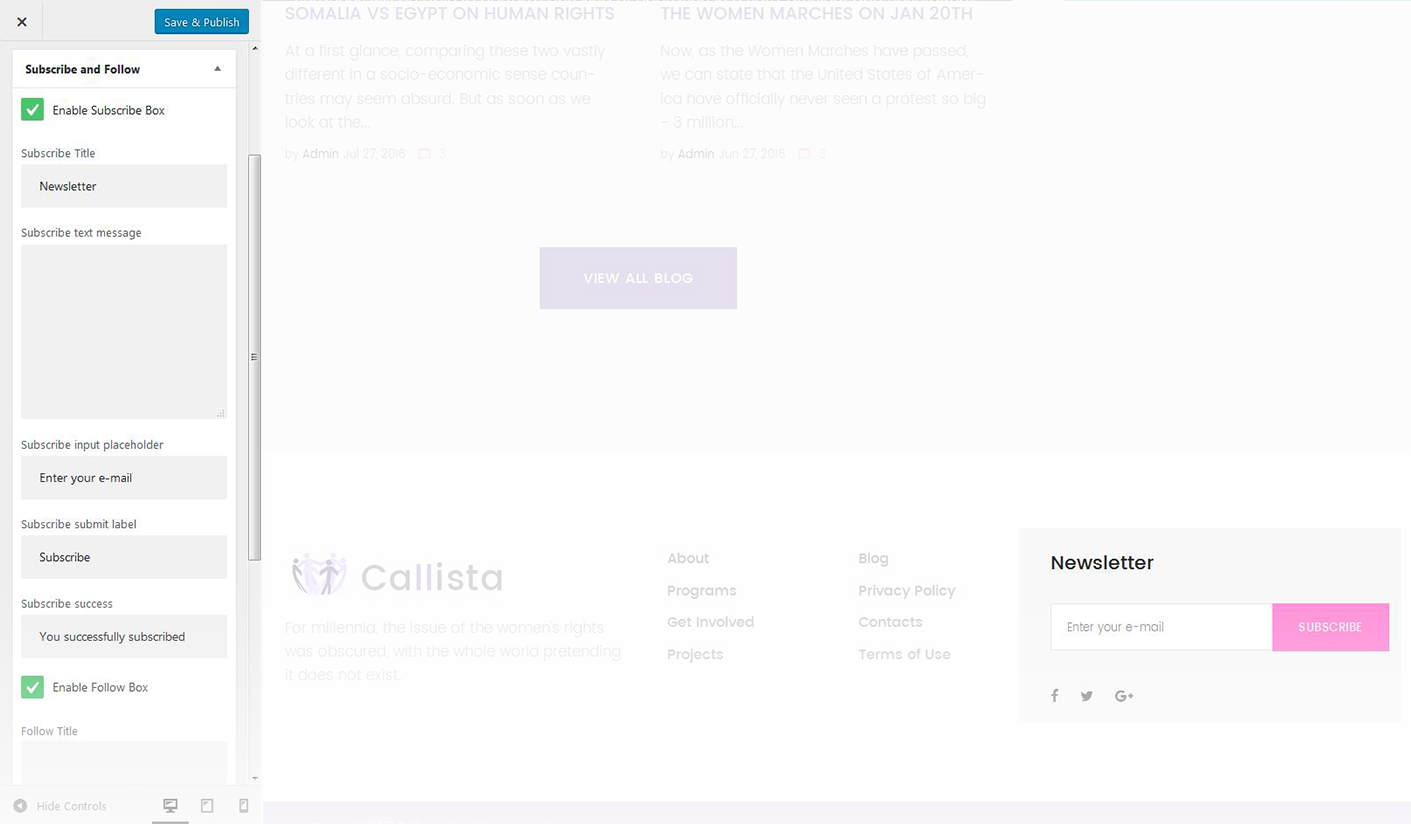 Save & Publish
Subscribe and Follow
Enable Subscribe Box
Subscribe Title
Newsletter
Subscribe text message
Subscribe input placeholder
Enter your e-mail
Subscribe submit label
Subscribe
Subscribe success
You successfully subscribed
Enable Follow Box
Follow Title
Hide Controls
SOMALIA VS EGYPT ON HUMAN RIGHTS
At a first glance, comparing these two vastly
different in a socio-economic sense coun-
tries may seem absurd. But as soon as we
look at the...
by Admin Jul 27, 2016 3
THE WOMEN MARCHES ON JAN 20TH
Now, as the Women Marches have passed,
we can state that the United States of Amer-
ica have officially never seen a protest so big
- 3 million...
by Admin Jun 27, 2016 3
VIEW ALL BLOG
Callista
For millennia, the issue of the women's rights
was obscured, with the whole world pretending
it does not exist.
About
Programs
Get Involved
Projects
Blog
Privacy Policy
Contacts
Terms of Use
Newsletter
Enter your e-mail
SUBSCRIBE